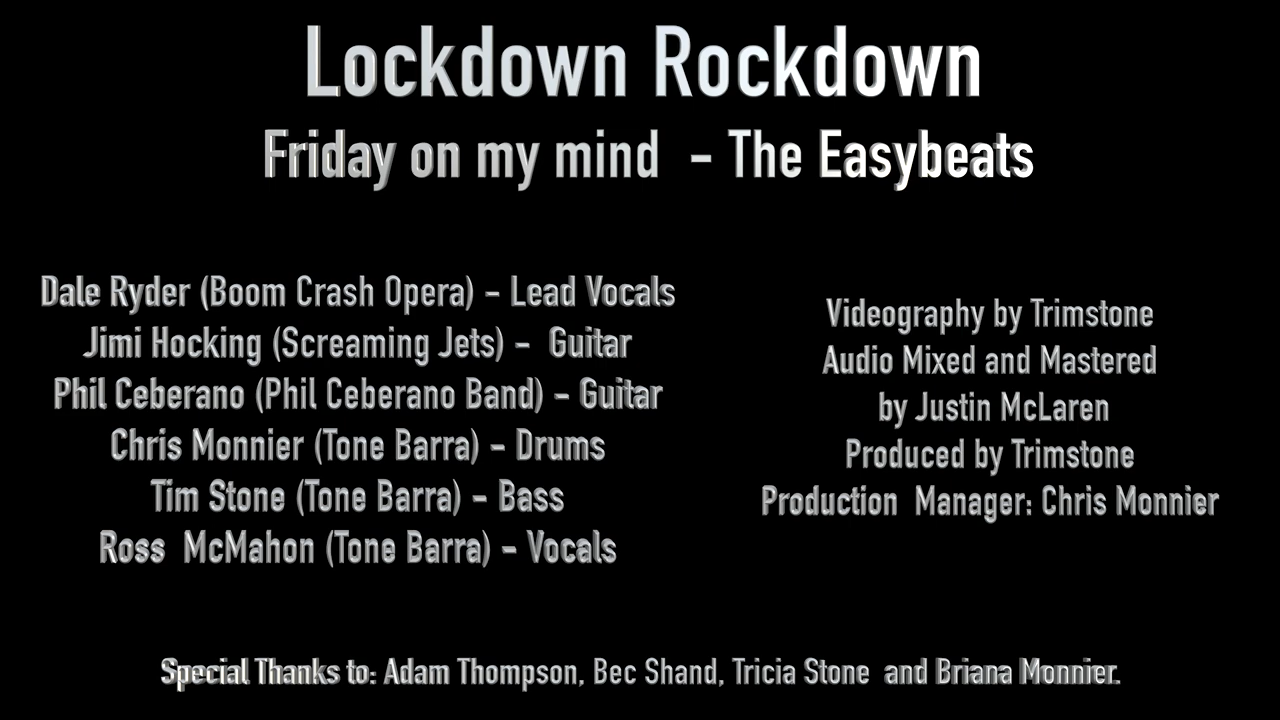 Lockdown Rockdown
Friday on my mind - The Easybeats
Dale Ryder (Boom Crash Opera) - Lead Vocals
Jimi Hocking (Screaming Jets) - Guitar
Phil Ceberano (Phil Ceberano Band) - Guitar
Chris Monnier (Tone Barra) - Drums
Tim Stone (Tone Barra) - Bass
Ross McMahon (Tone Barra) - Vocals
Videography by Trimstone
Audio Mixed and Mastered
by Justin McLaren
Produced by Trimstone
Production Manager: Chris Monnier
Special Thanks to: Adam Thompson, Bec Shand, Tricia Stone and Briana Monnier.